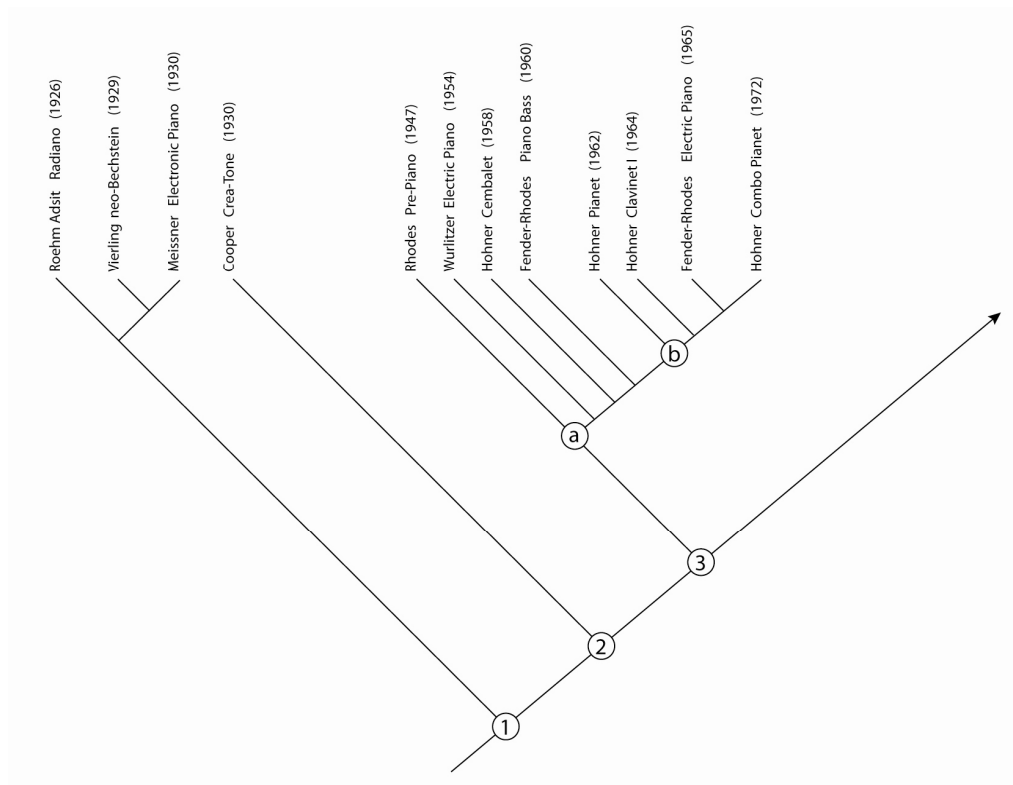 Roehm Adsit Radiano (1926)
Vierling neo-Bechstein (1929)
Meissner Electronic Piano (1930)
Cooper Crea-Tone (1930)
Rhodes Pre-Piano (1947)
Wurlitzer Electric Piano (1954)
Hohner Cembalet (1958)
Fender-Rhodes Piano Bass (1960)
Hohner Pianet (1962)
Hohner Clavinet I (1964)
Fender-Rhodes Electric Piano (1965)
Hohner Combo Pianet (1972)
b
a
3
2
1